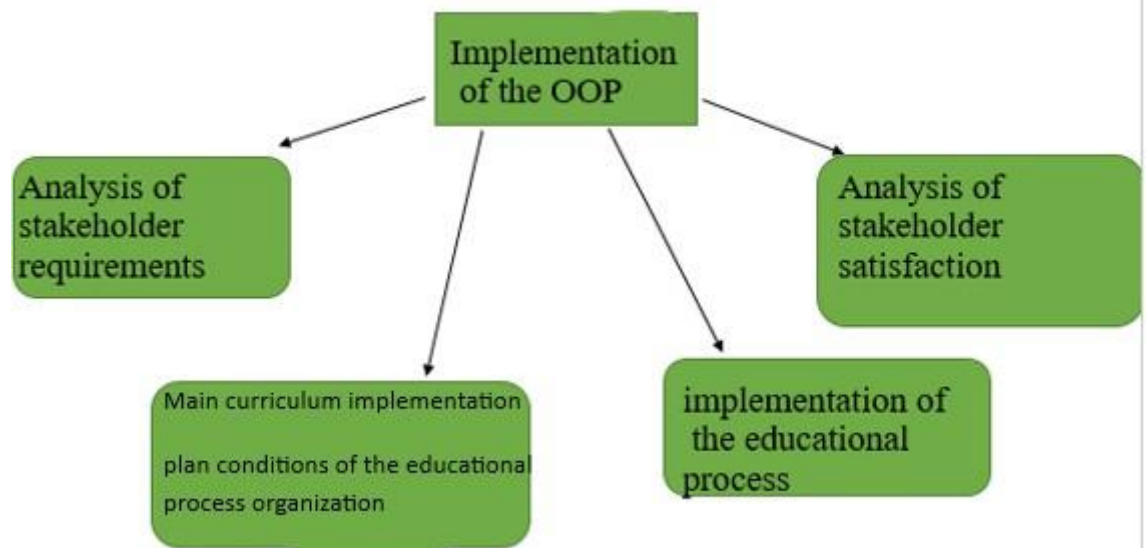 Implementation
of the OOP
Analysis of
stakeholder
requirements
Analysis of
stakeholder
satisfaction
Main curriculum implementation
plan conditions of the educational
process organization
implementation of
the educational
process